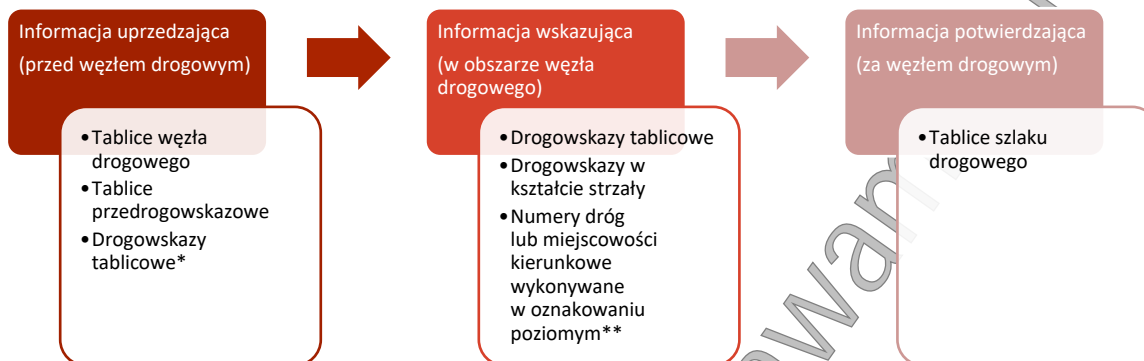 Informacja uprzedzająca
(przed węzłem drogowym)
•Tablice węzła
drogowego
•Tablice
przedrogowskazowe
•Drogowskazy
tablicowe*
Informacja wskazująca
(w obszarze węzła
drogowego)
•Drogowskazy tablicowe
•Drogowskazy w
kształcie strzały
•Numery dróg
lub miejscowości
kierunkowe
wykonywane
w oznakowaniu
poziomym**
Informacja potwierdzająca
(za węzłem drogowym)
•Tablice szlaku
drogowego